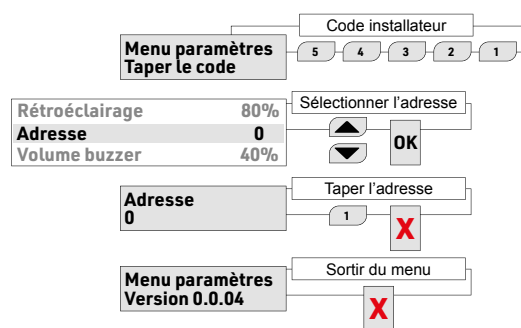 Code installateur
Menu paramètres
Taper le code
5 4 3 2 1
Sélectionner l'adresse
Rétroéclairage 80%
Adresse 0
Volume buzzer 40%
OK
Taper l'adresse
Adresse
0
1
X
Sortir du menu
Menu paramètres
Version 0.0.04
X